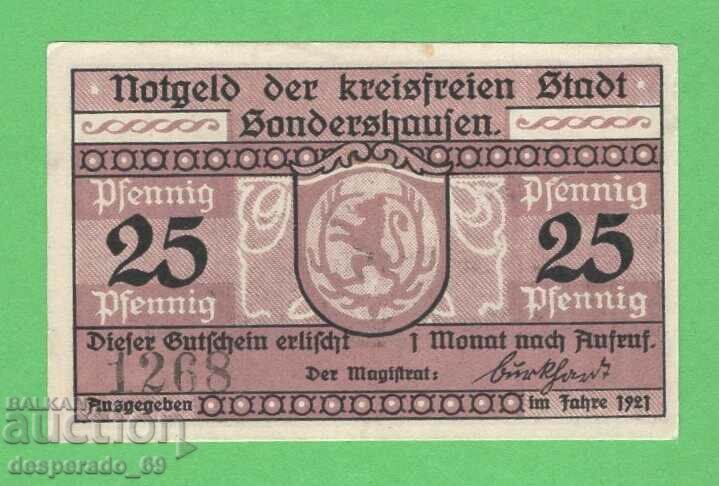 Notgeld der kreisfreien Stadt
Sondershausen.
Pfennig Pfennig
25 25
Pfennig Pfennig
Dieser Gutschein erlischt 1 Monat nach Aufruf.
1268 Der Magistrat: Burkhardt
Ausgegeben im Jahre 1921
BALKAN
auction
desperado_69